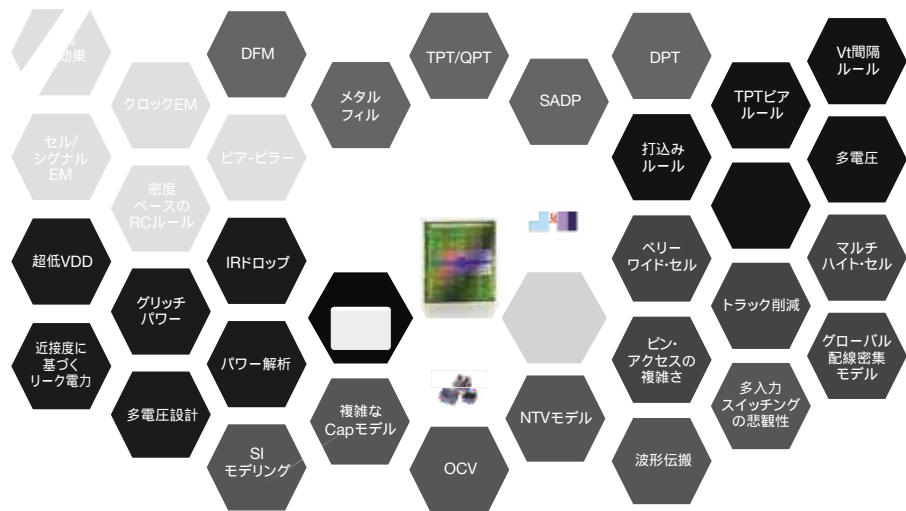 効果
クロックEM
DFM
メタル
フィル
TPT/QPT
SADP
DPT
TPTビア
ルール
Vt間隔
ルール
セル/
シグナル
EM
ビア-ピラー
密度
ベースの
RCルール
打込み
ルール
多電圧
超低VDD
グリッチ
パワー
IRドロップ
ベリー
ワイド・セル
トラック削減
マルチ
ハイト・セル
近接度に
基づく
リーク電力
多電圧設計
パワー解析
複雑な
Capモデル
NTVモデル
ピン・
アクセスの
複雑さ
多入力
スイッチング
の悲観性
グローバル
配線密集
モデル
SI
モデリング
OCV
波形伝搬